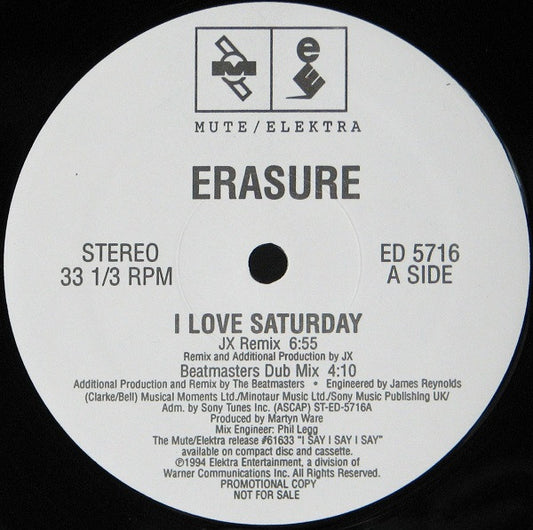 MUTE/ELEKTRA
ERASURE
STEREO
33 1/3 RPM
ED 5716
A SIDE
I LOVE SATURDAY
JX Remix 6:55
Remix and Additional Production by JX
Beatmasters Dub Mix 4:10
Additional Production and Remix by The Beatmasters • Engineered by James Reynolds
(Clarke/Bell) Musical Moments Ltd./Minotaur Music Ltd./Sony Music Publishing UK/
Adm. by Sony Tunes Inc. (ASCAP) ST-ED-5716A
Produced by Martyn Ware
Mix Engineer: Phil Legg
The Mute/Elektra release #61633 "I SAY I SAY I SAY"
available on compact disc and cassette.
℗1994 Elektra Entertainment, a division of
Warner Communications Inc. All Rights Reserved.
PROMOTIONAL COPY
NOT FOR SALE